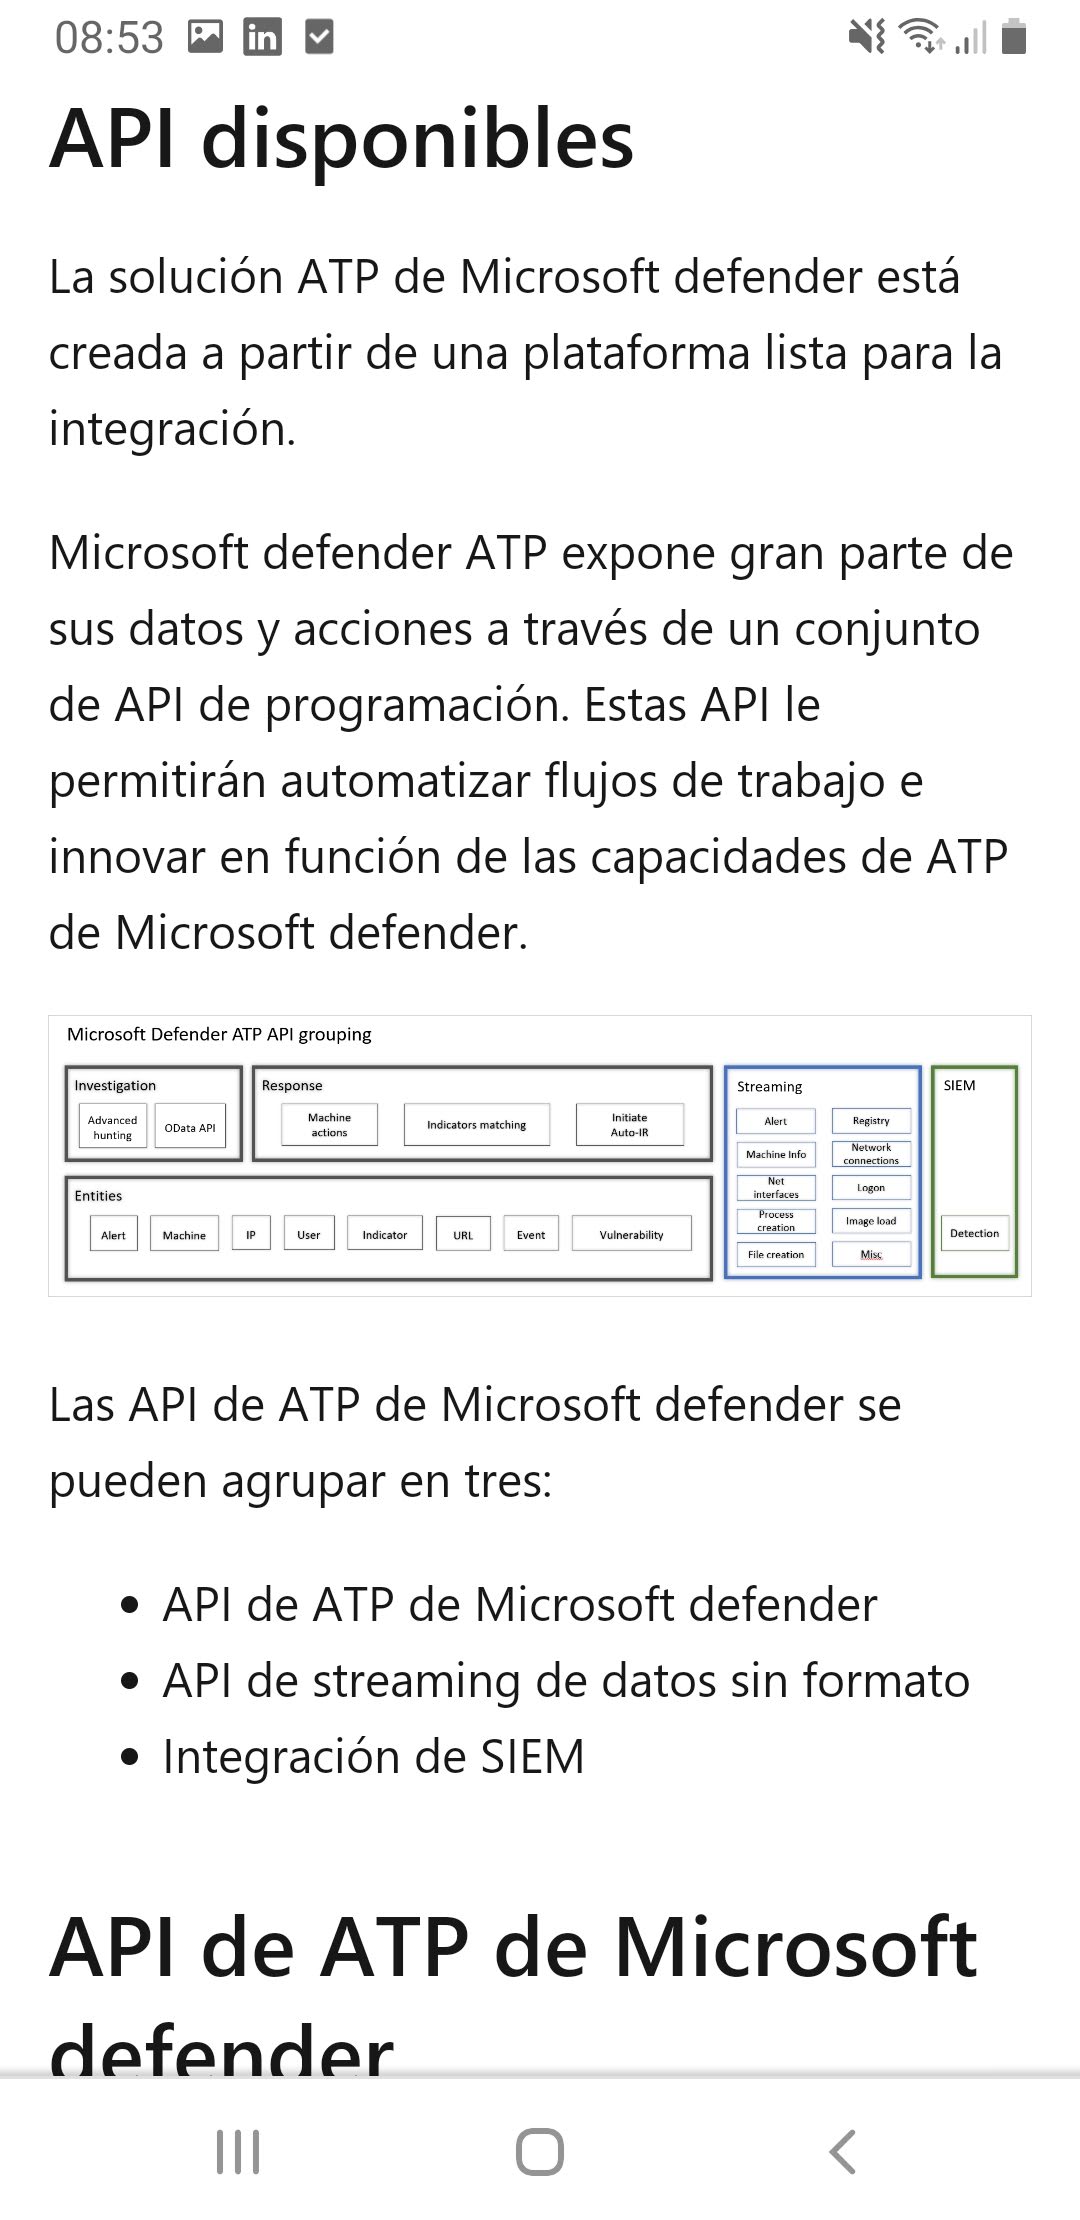 08:53
API disponibles
La solución ATP de Microsoft defender está
creada a partir de una plataforma lista para la
integración.
Microsoft defender ATP expone gran parte de
sus datos y acciones a través de un conjunto
de API de programación. Estas API le
permitirán automatizar flujos de trabajo e
innovar en función de las capacidades de ATP
de Microsoft defender.
Microsoft Defender ATP API grouping
Investigation
Advanced
hunting
OData API
Response
Machine
actions
Indicators matching
Initiate
Auto-IR
Entities
Alert
Machine
IP
User
Indicator
URL
Event
Vulnerability
Streaming
Alert
Registry
Machine Info
Network
connections
Net
interfaces
Logon
Process
creation
Image load
File creation
Misc
SIEM
Detection
Las API de ATP de Microsoft defender se
pueden agrupar en tres:
• API de ATP de Microsoft defender
• API de streaming de datos sin formato
• Integración de SIEM
API de ATP de Microsoft
defender